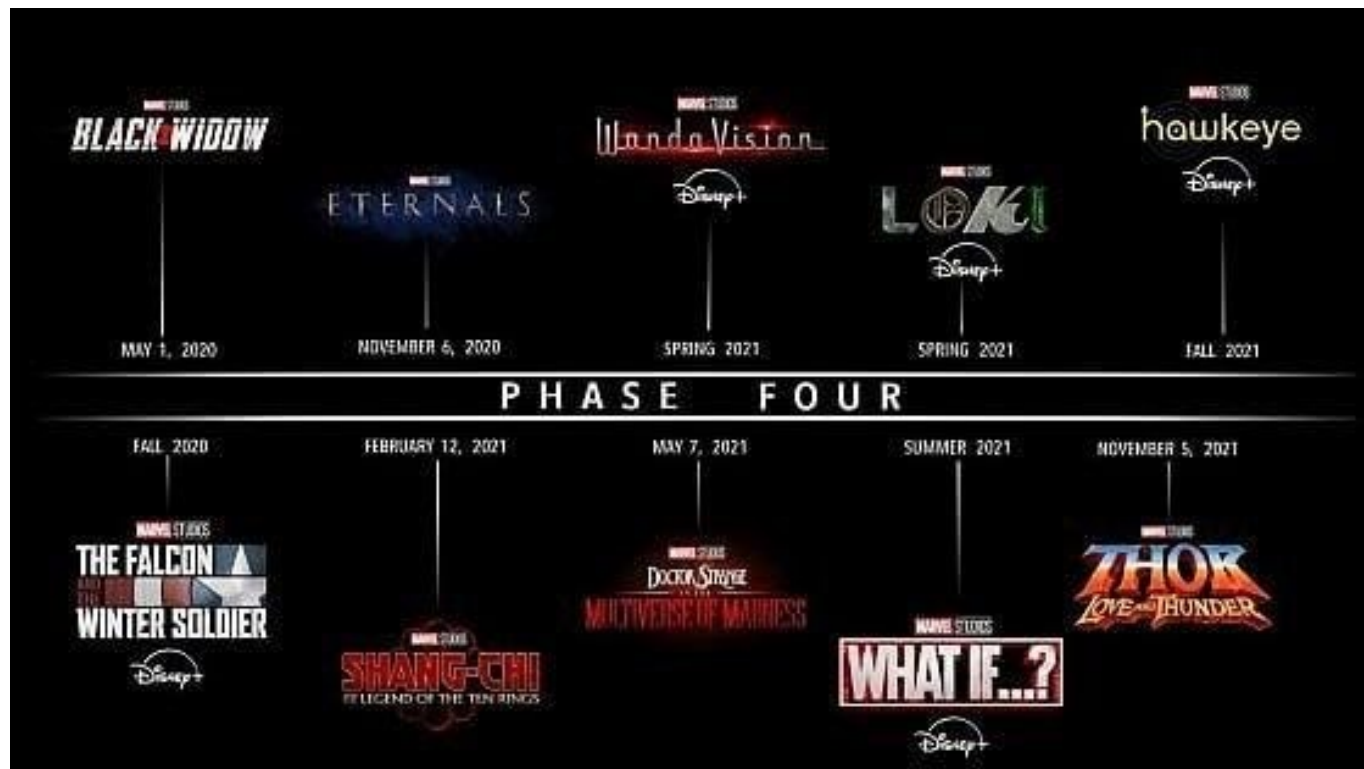 MARVEL STUDIOS
BLACK WIDOW
MAY 1, 2020
MARVEL STUDIOS
ETERNALS
NOVEMBER 6, 2020
MARVEL STUDIOS
WandaVision
Disney+
SPRING 2021
MARVEL STUDIOS
LOKI
Disney+
SPRING 2021
MARVEL STUDIOS
hawkeye
Disney+
FALL 2021
PHASE FOUR
FALL 2020
MARVEL STUDIOS
THE FALCON
AND THE
WINTER SOLDIER
Disney+
FEBRUARY 12, 2021
MARVEL STUDIOS
SHANG-CHI
LEGEND OF THE TEN RINGS
MAY 7, 2021
MARVEL STUDIOS
DOCTOR STRANGE
IN THE
MULTIVERSE OF MADNESS
SUMMER 2021
MARVEL STUDIOS
WHAT IF...?
Disney+
NOVEMBER 5, 2021
MARVEL STUDIOS
THOR
LOVE AND THUNDER